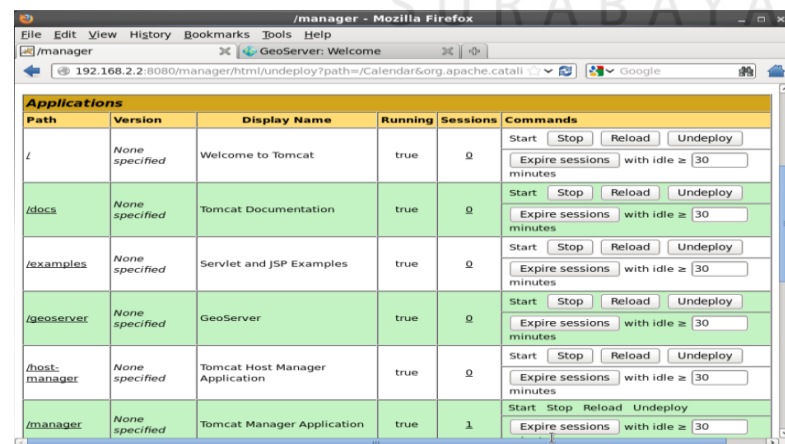 SURABAYA
/manager - Mozilla Firefox
File Edit View History Bookmarks Tools Help
/manager GeoServer: Welcome
192.168.2.2:8080/manager/html/undeploy?path=/Calendar&org.apache.catali Google
Applications
Path Version Display Name Running Sessions Commands
/ None specified Welcome to Tomcat true 0 Start Stop Reload Undeploy
Expire sessions with idle ≥ 30 minutes
/docs None specified Tomcat Documentation true 0 Start Stop Reload Undeploy
Expire sessions with idle ≥ 30 minutes
/examples None specified Servlet and JSP Examples true 0 Start Stop Reload Undeploy
Expire sessions with idle ≥ 30 minutes
/geoserver None specified GeoServer true 0 Start Stop Reload Undeploy
Expire sessions with idle ≥ 30 minutes
/host-manager None specified Tomcat Host Manager Application true 0 Start Stop Reload Undeploy
Expire sessions with idle ≥ 30 minutes
/manager None specified Tomcat Manager Application true 1 Start Stop Reload Undeploy
Expire sessions with idle ≥ 30